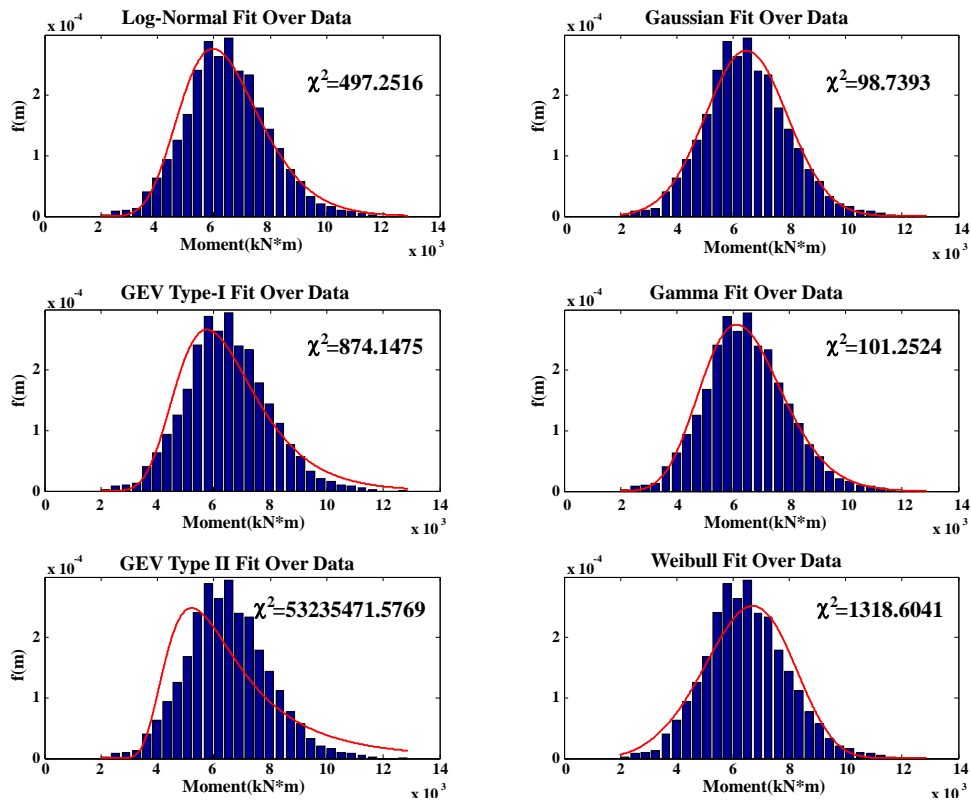 Log-Normal Fit Over Data
x 10-4
χ2=497.2516
f(m)
2
1
0
0 2 4 6 8 10 12 14
Moment(kN*m)
x 10 3
Gaussian Fit Over Data
x 10-4
χ2=98.7393
f(m)
2
1
0
0 2 4 6 8 10 12 14
Moment(kN*m)
x 10 3
GEV Type-I Fit Over Data
x 10-4
χ2=874.1475
f(m)
2
1
0
0 2 4 6 8 10 12 14
Moment(kN*m)
x 10 3
Gamma Fit Over Data
x 10-4
χ2=101.2524
f(m)
2
1
0
0 2 4 6 8 10 12 14
Moment(kN*m)
x 10 3
GEV Type II Fit Over Data
x 10-4
χ2=53235471.5769
f(m)
2
1
0
0 2 4 6 8 10 12 14
Moment(kN*m)
x 10 3
Weibull Fit Over Data
x 10-4
χ2=1318.6041
f(m)
2
1
0
0 2 4 6 8 10 12 14
Moment(kN*m)
x 10 3